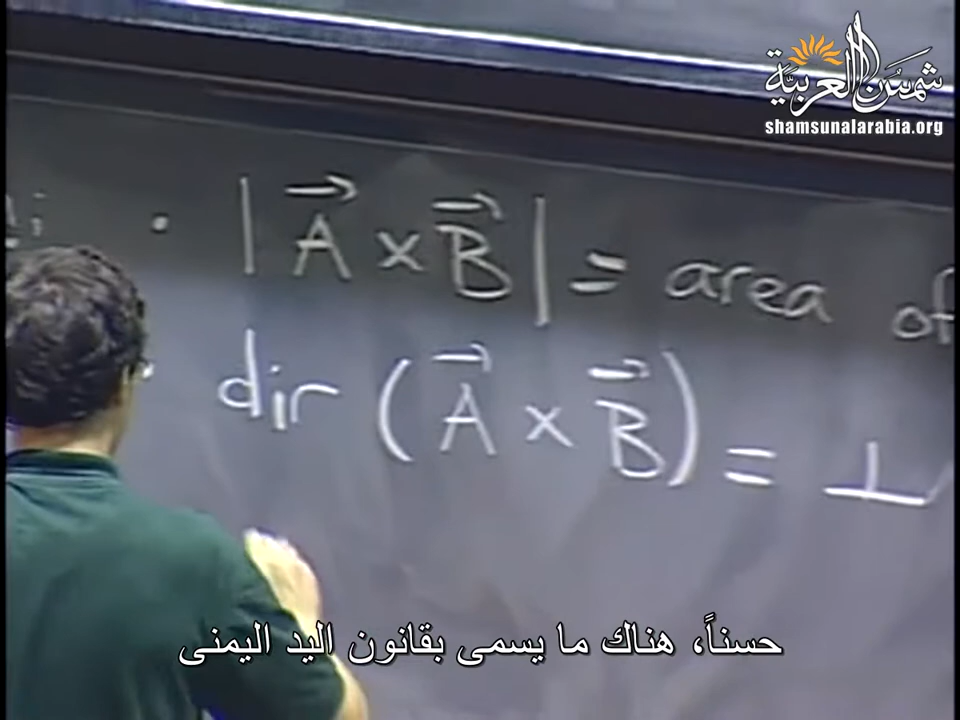 شمس العربية
shamsunalarabia.org
• |A⃗ × B⃗| = area of
dir (A⃗ × B⃗) = ⊥
حسناً، هناك ما يسمى بقانون اليد اليمنى